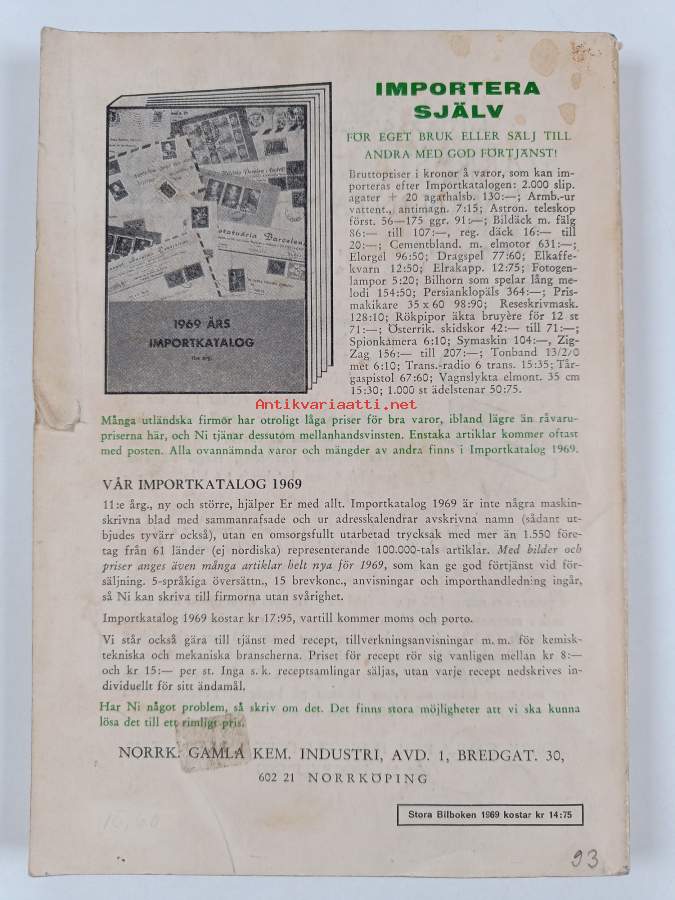 IMPORTERA
SJÄLV
FÖR EGET BRUK ELLER SÄLJ TILL
ANDRA MED GOD FÖRTJÄNST!
Bruttopriser i kronor å varor, som kan im-
porteras efter Importkatalogen: 2.000 slip.
agater + 20 agathalsb. 130:—; Armb.-ur
vattent., antimagn. 7:15; Astron. teleskop
först. 56—175 ggr. 91:—; Bildäck m. fälg
86:— till 107:—, reg. däck 16:— till
20:—; Cementbland. m. elmotor 631:—;
Elorgel 96:50; Dragspel 77:60; Elkaffe-
kvarn 12:50; Elrakapp. 12:75; Fotogen-
lampor 5:20; Bilhorn som spelar lång me-
lodi 154:50; Persianklopäls 364:—; Pris-
makikare 35 x 60 98:90; Reseskrivmask.
128:10; Rökpipor äkta bruyère för 12 st
71:—; Österrik. skidskor 42:— till 71:—;
Spionkamera 6:10; Symaskin 104:—, Zig-
Zag 156:— till 207:—; Tonband 13/2/0
met 6:10; Trans.-radio 6 trans. 15:35; Tår-
gaspistol 67:60; Vagnslykta elmont. 35 cm
15:30; 1.000 st ädelstenar 50:75.
1969 ÅRS
IMPORTKATALOG
Antikvariaatti.net
Många utländska firmor har otroligt låga priser för bra varor, ibland lägre än råvaru-
priserna här, och Ni tjänar dessutom mellanhandsvinsten. Enstaka artiklar kommer oftast
med posten. Alla ovannämnda varor och mängder av andra finns i Importkatalog 1969.
VÅR IMPORTKATALOG 1969
11:e årg., ny och större, hjälper Er med allt. Importkatalog 1969 är inte några maskin-
skrivna blad med sammanrafsade och ur adresskalendrar avskrivna namn (sådant ut-
bjudes tyvärr också), utan en omsorgsfullt utarbetad trycksak med mer än 1.550 före-
tag från 61 länder (ej nordiska) representerande 100.000-tals artiklar. Med bilder och
priser anges även många artiklar helt nya för 1969, som kan ge god förtjänst vid för-
säljning. 5-språkiga översättn., 15 brevkonc., anvisningar och importhandledning ingår,
så Ni kan skriva till firmorna utan svårighet.
Importkatalog 1969 kostar kr 17:95, vartill kommer moms och porto.
Vi står också gära till tjänst med recept, tillverkningsanvisningar m. m. för kemisk-
tekniska och mekaniska branscherna. Priset för recept rör sig vanligen mellan kr 8:—
och kr 15:— per st. Inga s. k. receptsamlingar säljas, utan varje recept nedskrives in-
dividuellt för sitt ändamål.
Har Ni något problem, så skriv om det. Det finns stora möjligheter att vi ska kunna
lösa det till ett rimligt pris.
NORRK. GAMLA KEM. INDUSTRI, AVD. 1, BREDGAT. 30,
602 21 NORRKÖPING
Stora Bilboken 1969 kostar kr 14:75
93